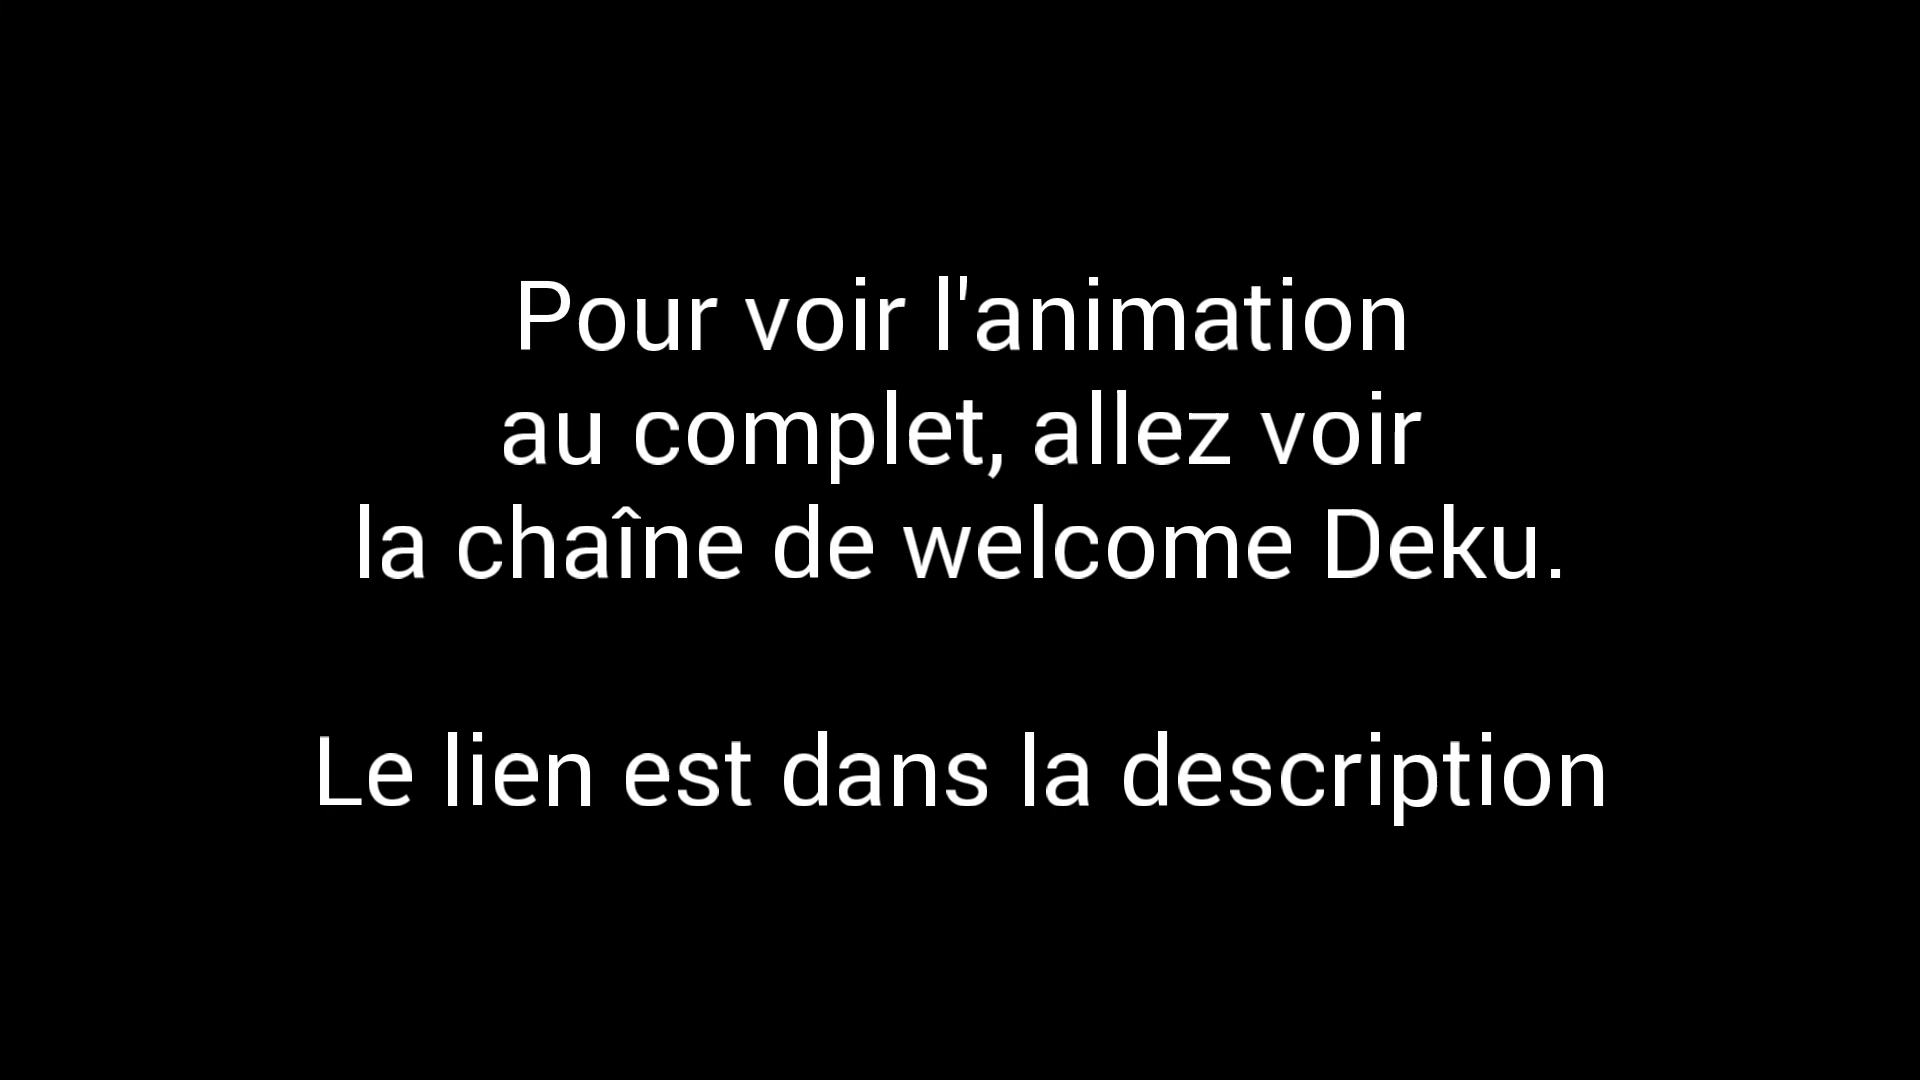 Pour voir l'animation
au complet, allez voir
la chaîne de welcome Deku.
Le lien est dans la description